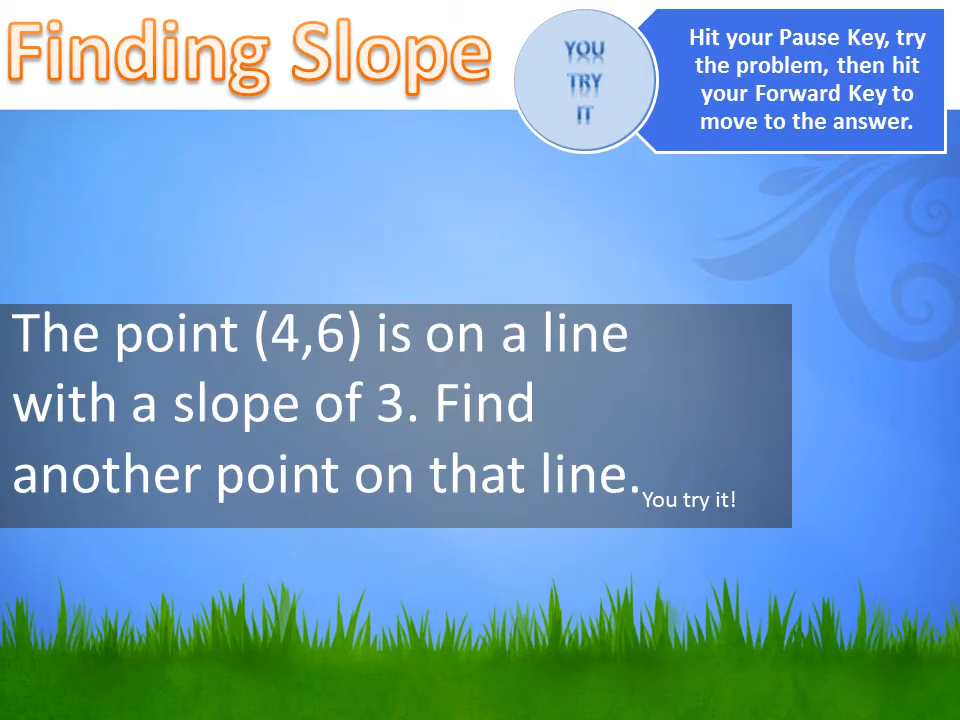 Finding Slope
YOU
TRY
IT
Hit your Pause Key, try
the problem, then hit
your Forward Key to
move to the answer.
The point (4,6) is on a line
with a slope of 3. Find
another point on that line.
You try it!